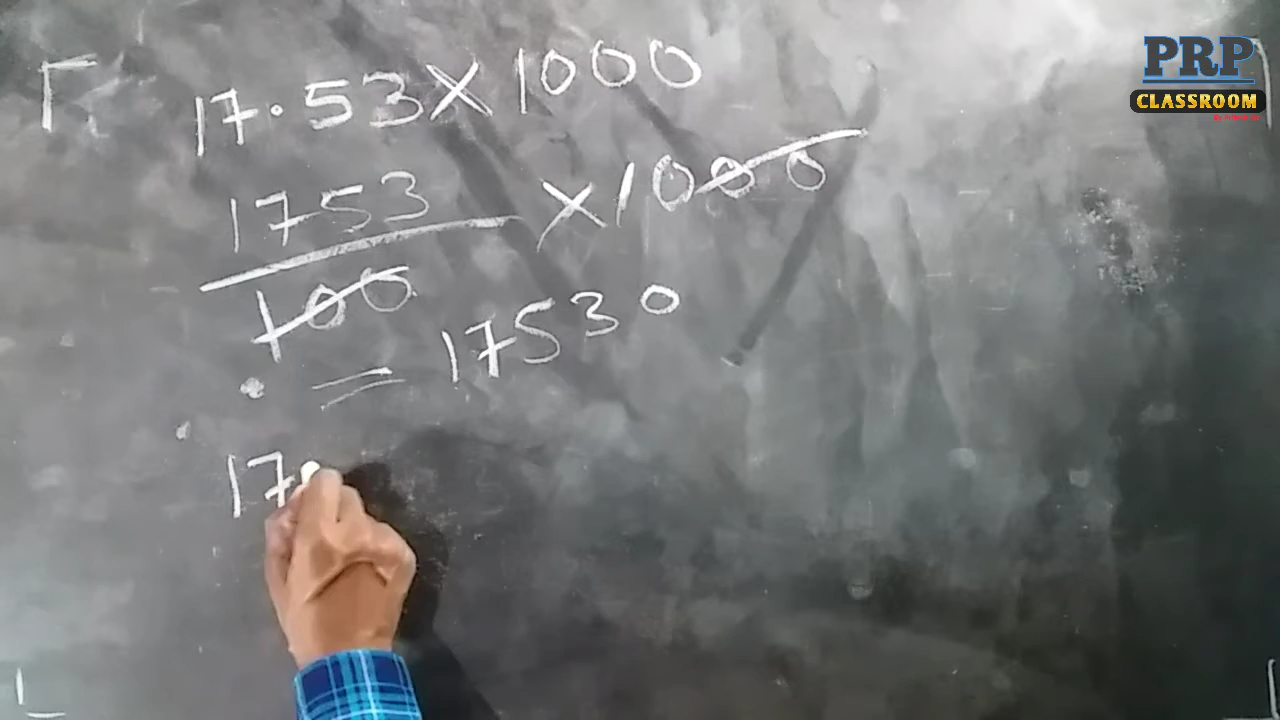 PRP
CLASSROOM
17.53 × 1000
1753 × 1000
100
= 17530
17